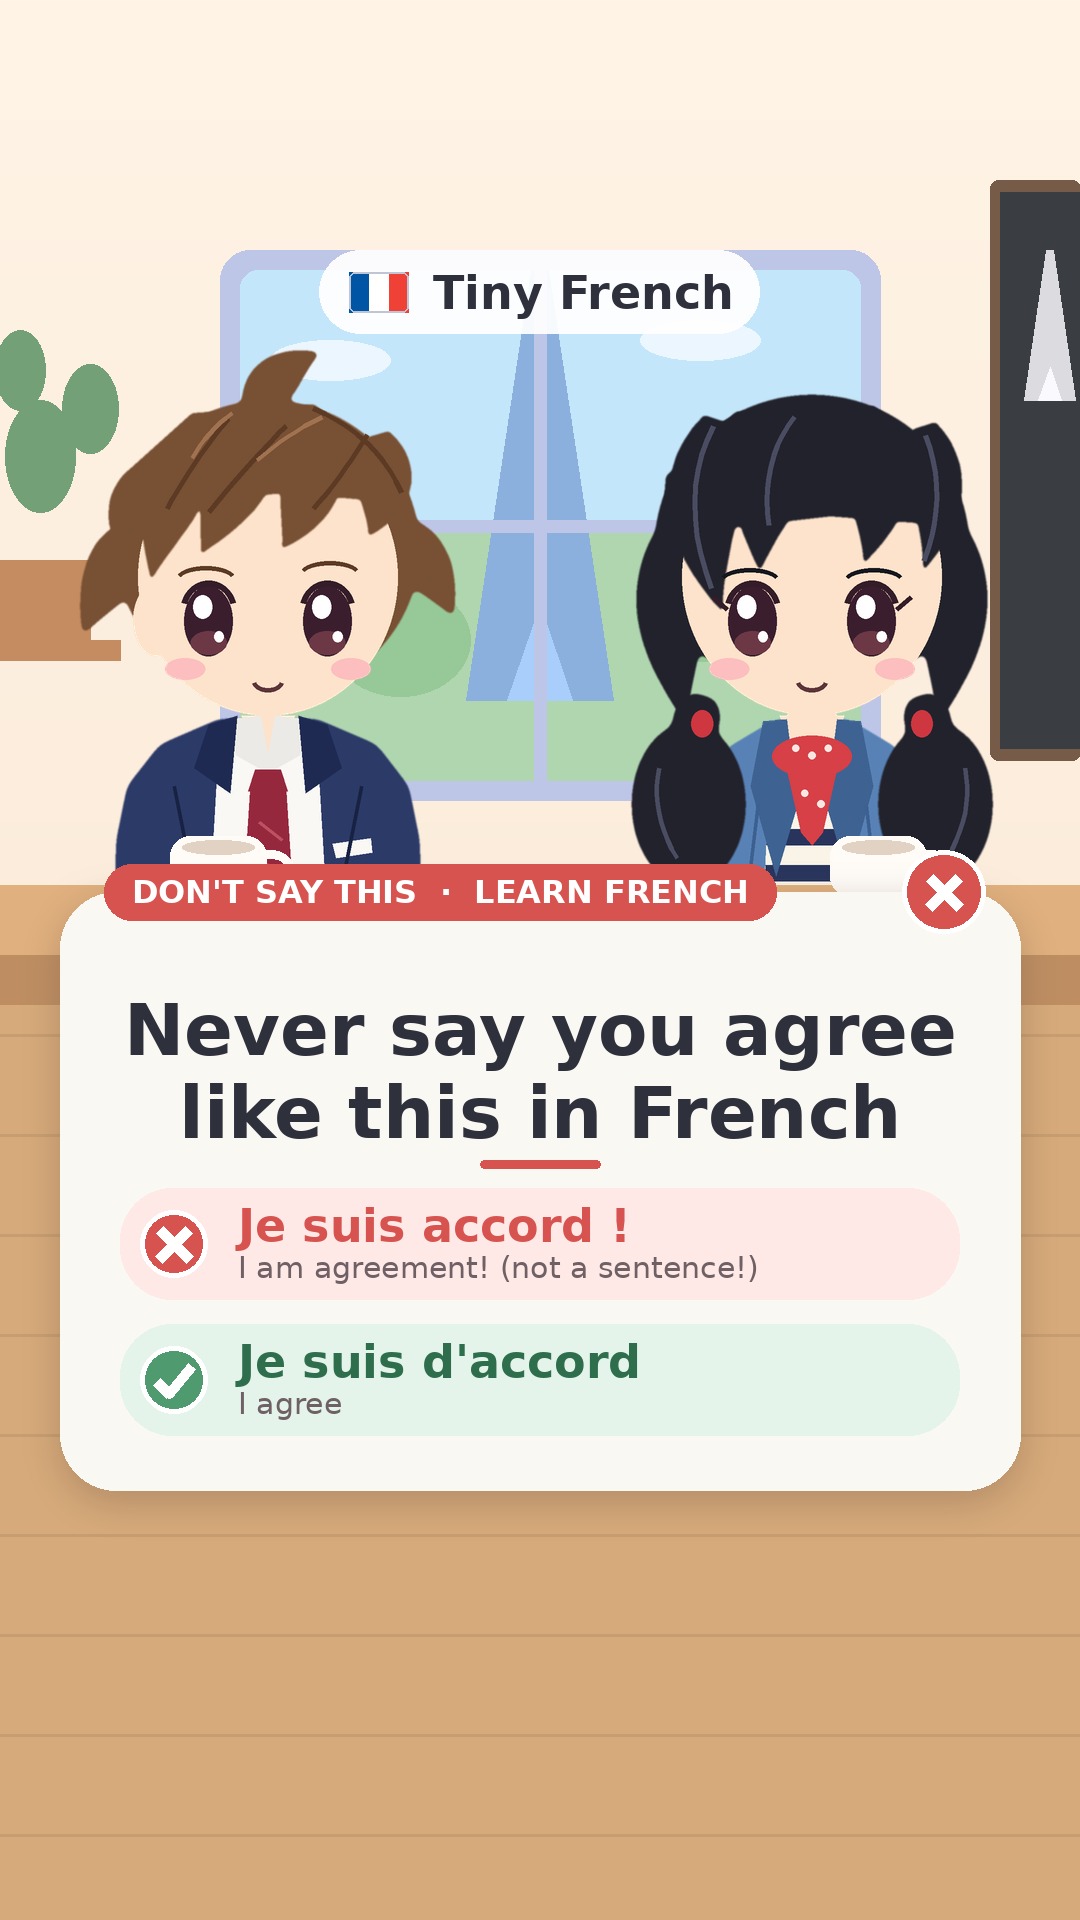 Tiny French
DON'T SAY THIS · LEARN FRENCH
Never say you agree
like this in French
Je suis accord !
I am agreement! (not a sentence!)
Je suis d'accord
I agree